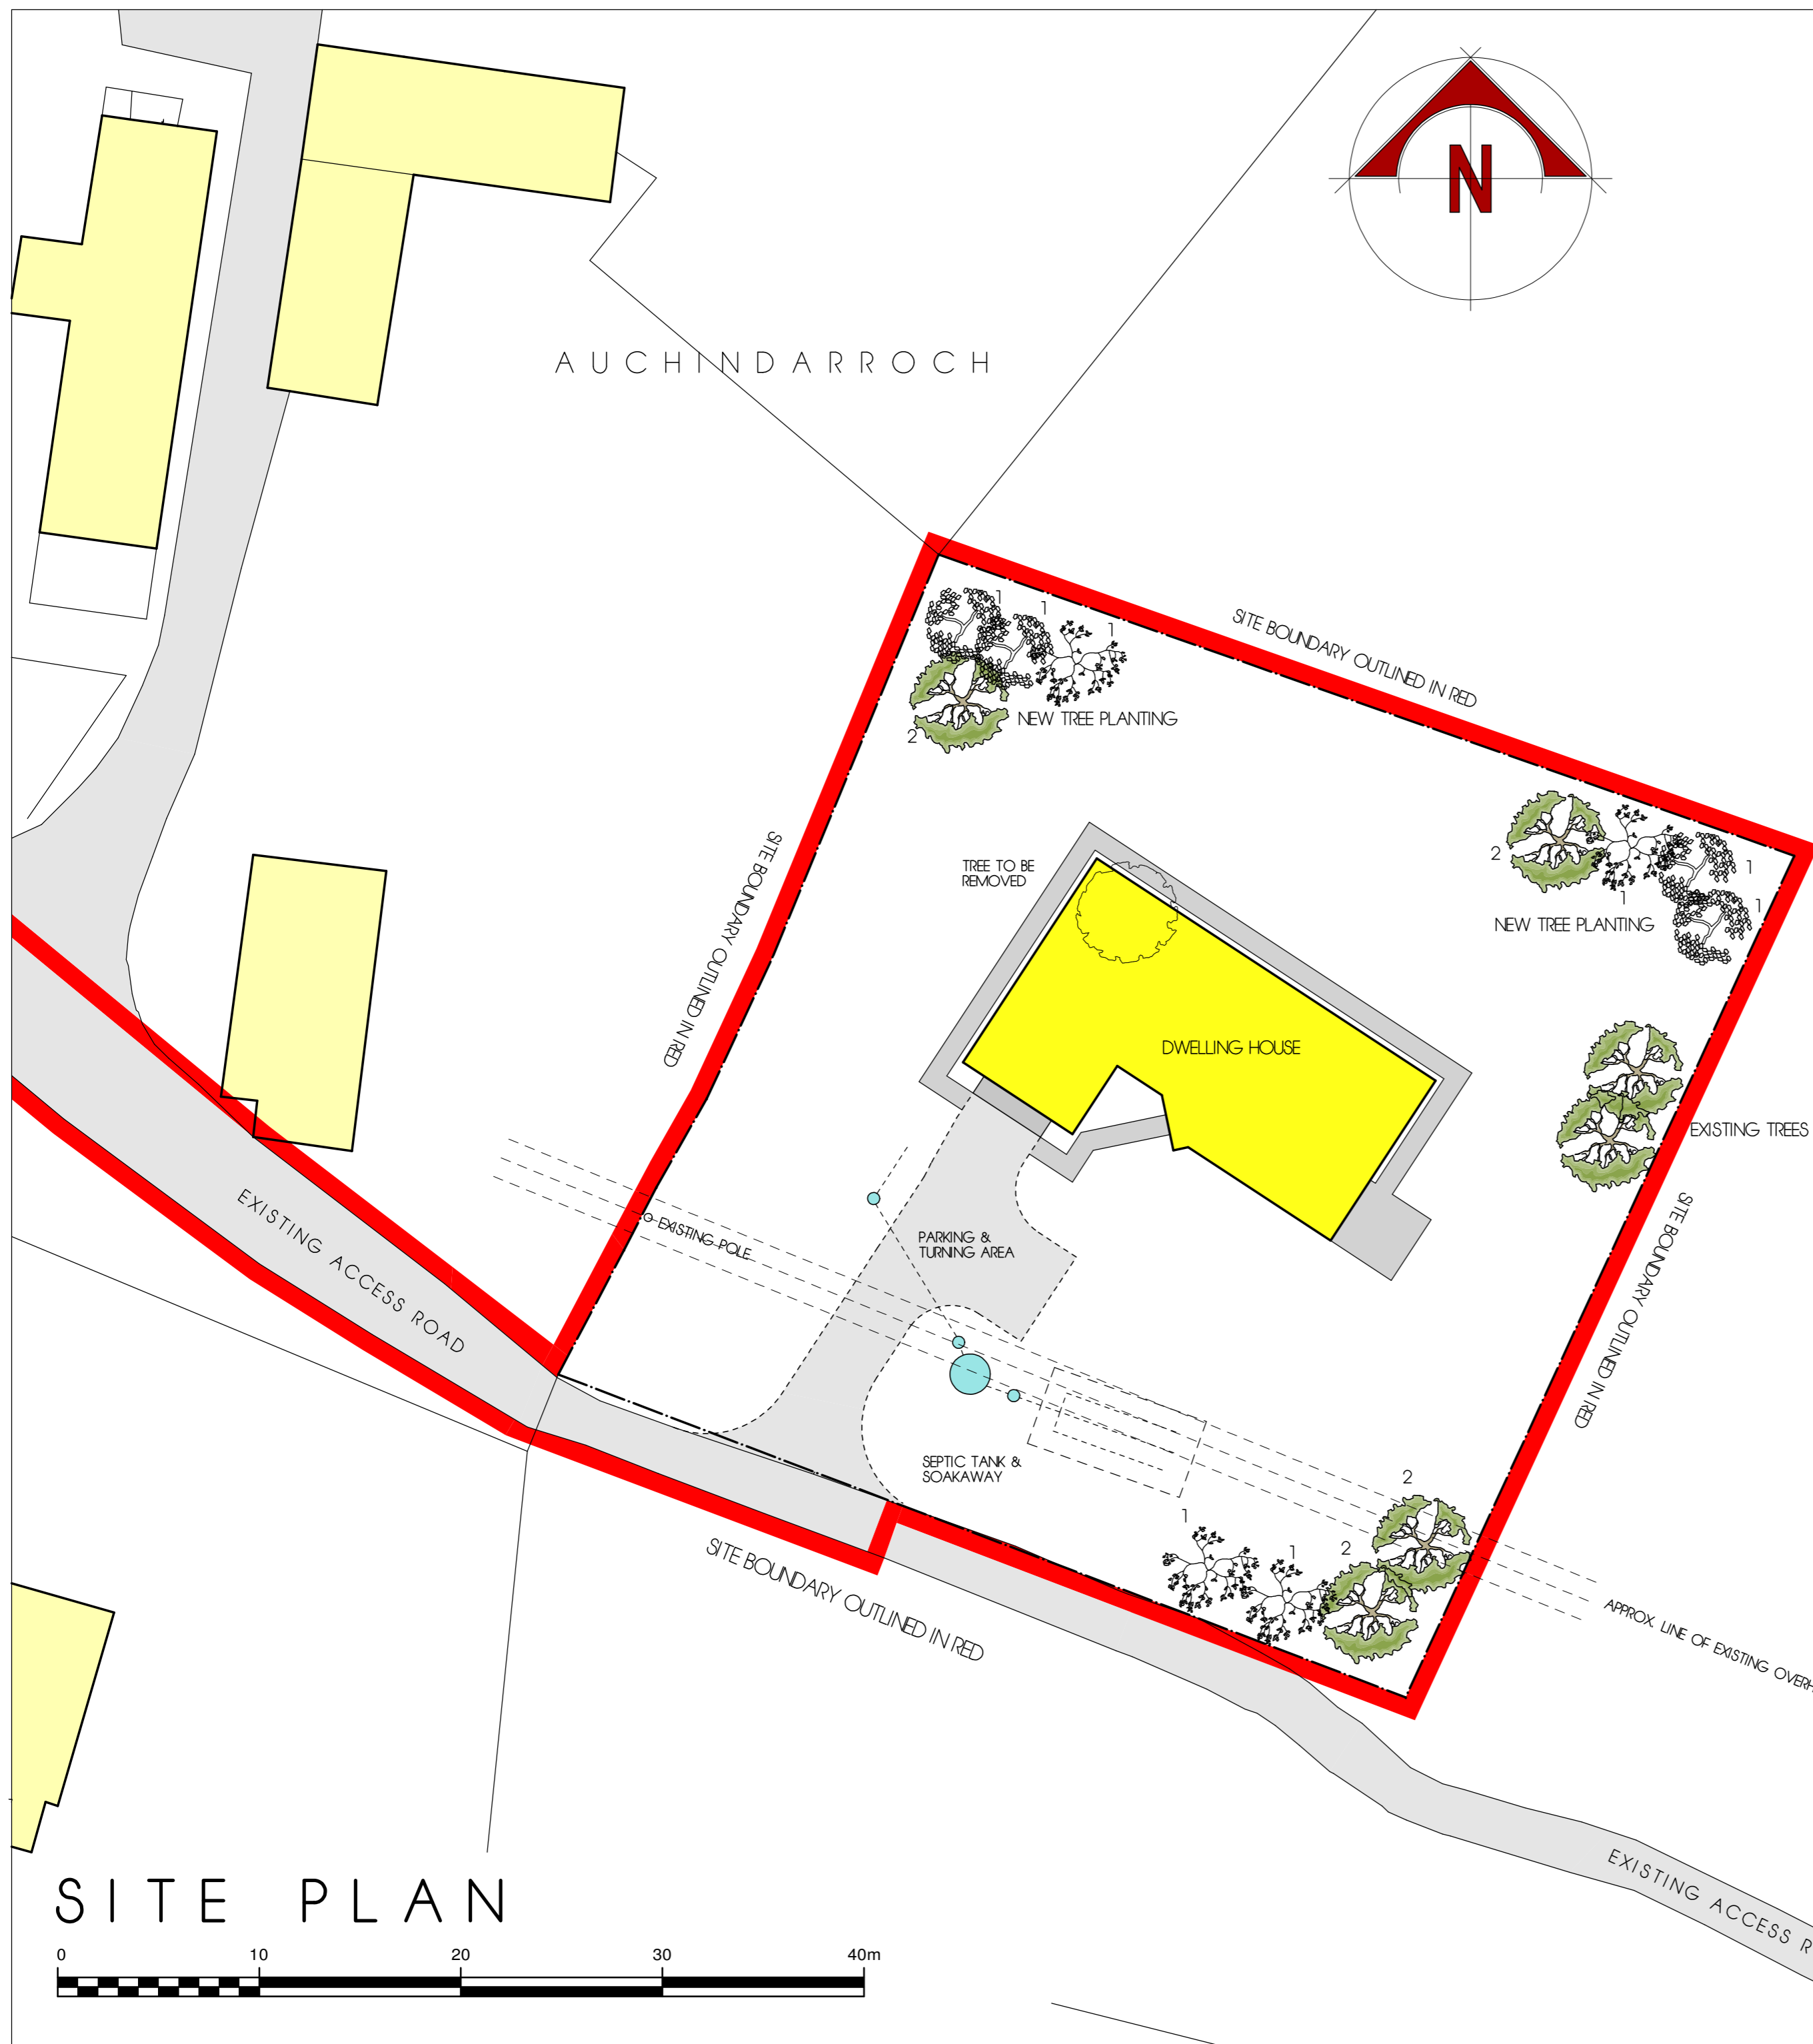 N
AUCHINDARROCH
SITE BOUNDARY OUTLINED IN RED
1
1
1
2
NEW TREE PLANTING
SITE BOUNDARY OUTLINED IN RED
TREE TO BE
REMOVED
2
1
1
1
NEW TREE PLANTING
DWELLING HOUSE
EXISTING TREES
EXISTING ACCESS ROAD
EXISTING POLE
PARKING &
TURNING AREA
SITE BOUNDARY OUTLINED IN RED
SEPTIC TANK &
SOAKAWAY
2
1
1
2
SITE BOUNDARY OUTLINED IN RED
APPROX. LINE OF EXISTING OVERH
EXISTING ACCESS R
SITE PLAN
0 10 20 30 40m